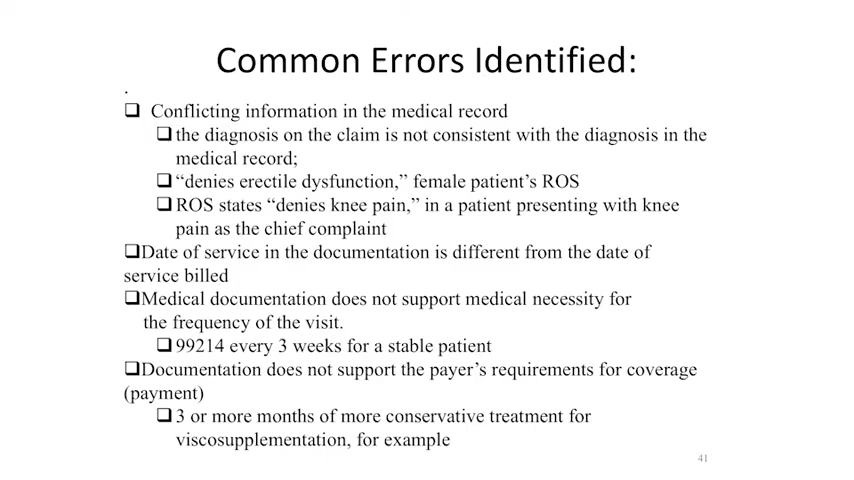 Common Errors Identified:
.
❑ Conflicting information in the medical record
❑the diagnosis on the claim is not consistent with the diagnosis in the
medical record;
❑“denies erectile dysfunction,” female patient’s ROS
❑ROS states “denies knee pain,” in a patient presenting with knee
pain as the chief complaint
❑Date of service in the documentation is different from the date of
service billed
❑Medical documentation does not support medical necessity for
the frequency of the visit.
❑99214 every 3 weeks for a stable patient
❑Documentation does not support the payer’s requirements for coverage
(payment)
❑3 or more months of more conservative treatment for
viscosupplementation, for example
41